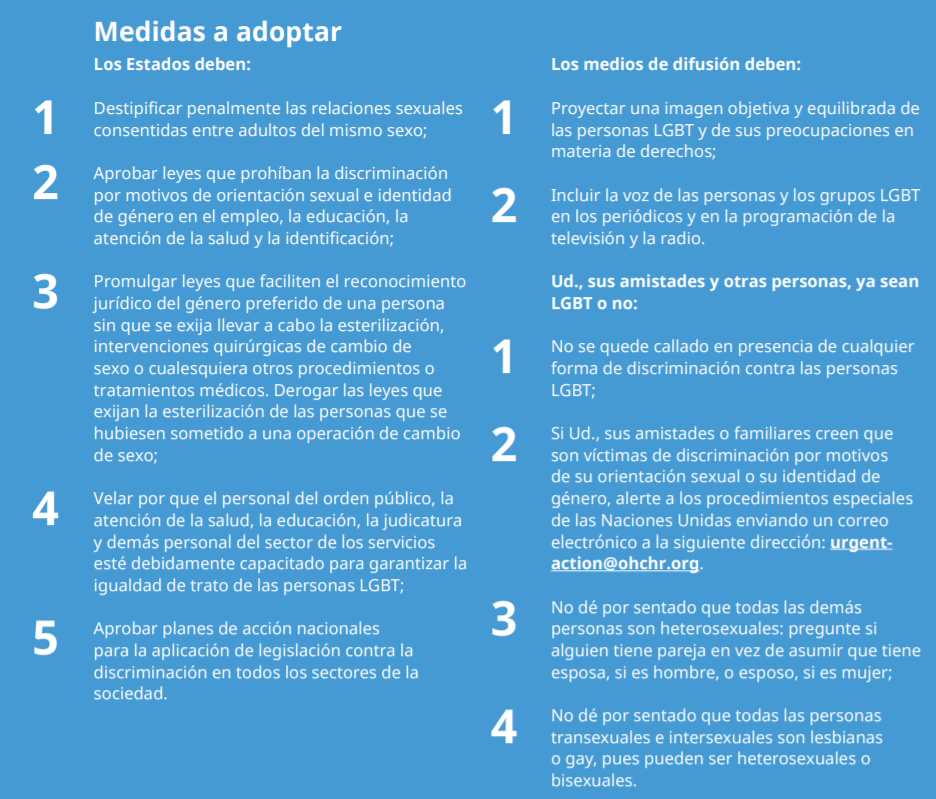 Medidas a adoptar
Los Estados deben:
1
Destipificar penalmente las relaciones sexuales
consentidas entre adultos del mismo sexo;
2
Aprobar leyes que prohíban la discriminación
por motivos de orientación sexual e identidad
de género en el empleo, la educación, la
atención de la salud y la identificación;
3
Promulgar leyes que faciliten el reconocimiento
jurídico del género preferido de una persona
sin que se exija llevar a cabo la esterilización,
intervenciones quirúrgicas de cambio de
sexo o cualesquiera otros procedimientos o
tratamientos médicos. Derogar las leyes que
exijan la esterilización de las personas que se
hubiesen sometido a una operación de cambio
de sexo;
4
Velar por que el personal del orden público, la
atención de la salud, la educación, la judicatura
y demás personal del sector de los servicios
esté debidamente capacitado para garantizar la
igualdad de trato de las personas LGBT;
5
Aprobar planes de acción nacionales
para la aplicación de legislación contra la
discriminación en todos los sectores de la
sociedad.
Los medios de difusión deben:
1
Proyectar una imagen objetiva y equilibrada de
las personas LGBT y de sus preocupaciones en
materia de derechos;
2
Incluir la voz de las personas y los grupos LGBT
en los periódicos y en la programación de la
televisión y la radio.
Ud., sus amistades y otras personas, ya sean
LGBT o no:
1
No se quede callado en presencia de cualquier
forma de discriminación contra las personas
LGBT;
2
Si Ud., sus amistades o familiares creen que
son víctimas de discriminación por motivos
de su orientación sexual o su identidad de
género, alerte a los procedimientos especiales
de las Naciones Unidas enviando un correo
electrónico a la siguiente dirección: urgent-
action@ohchr.org.
3
No dé por sentado que todas las demás
personas son heterosexuales: pregunte si
alguien tiene pareja en vez de asumir que tiene
esposa, si es hombre, o esposo, si es mujer;
4
No dé por sentado que todas las personas
transexuales e intersexuales son lesbianas
o gay, pues pueden ser heterosexuales o
bisexuales.